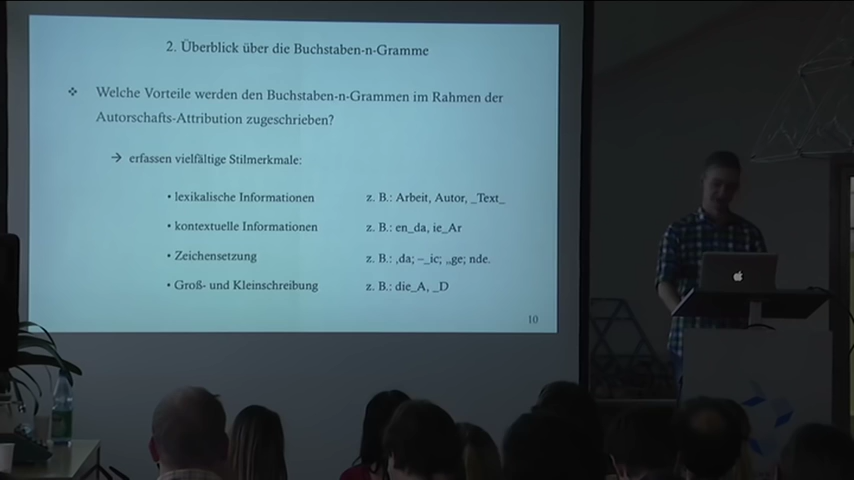 2. Überblick über die Buchstaben-n-Gramme
❖ Welche Vorteile werden den Buchstaben-n-Grammen im Rahmen der
Autorschafts-Attribution zugeschrieben?
→ erfassen vielfältige Stilmerkmale:
• lexikalische Informationen z. B.: Arbeit, Autor, _Text_
• kontextuelle Informationen z. B.: en_da, ie_Ar
• Zeichensetzung z. B.: ‚da; –_ic; „ge; nde.
• Groß- und Kleinschreibung z. B.: die_A, _D
10